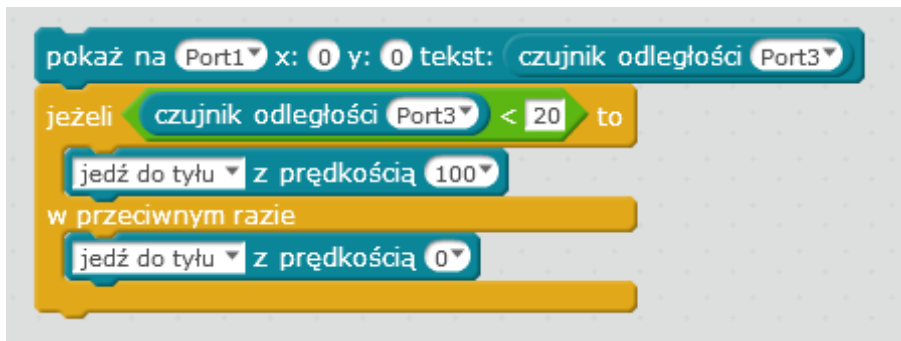 pokaż na Port1 x: 0 y: 0 tekst: czujnik odległości Port3
jeżeli czujnik odległości Port3 < 20 to
jedź do tyłu z prędkością 100
w przeciwnym razie
jedź do tyłu z prędkością 0